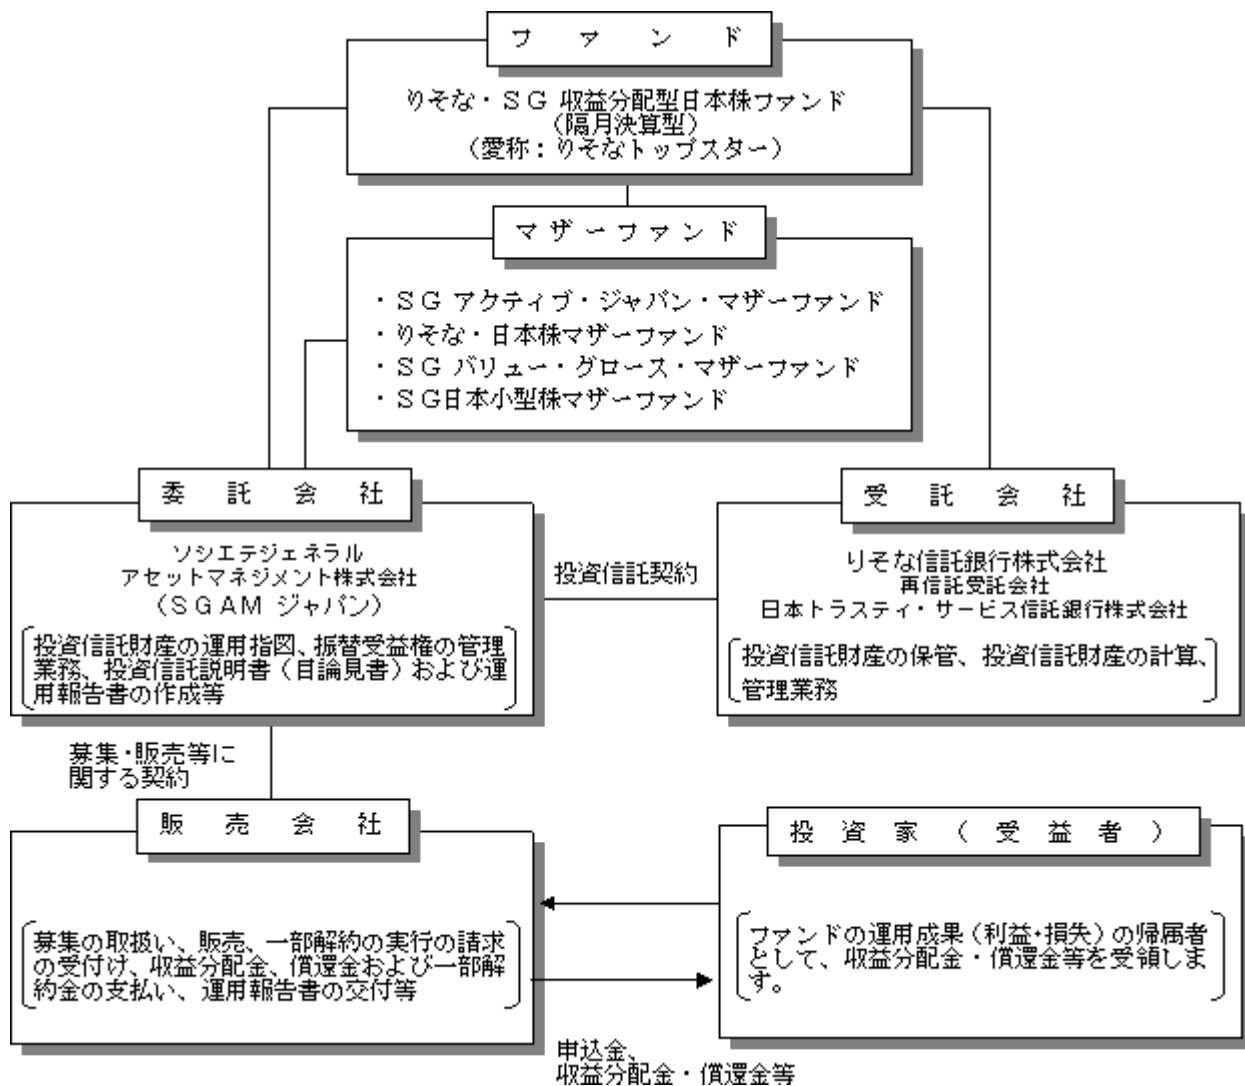 ファンド
りそな・ＳＧ 収益分配型日本株ファンド
（隔月決算型）
（愛称：りそなトップスター）
マザーファンド
・ＳＧ アクティブ・ジャパン・マザーファンド
・りそな・日本株マザーファンド
・ＳＧ バリュー・グロース・マザーファンド
・ＳＧ日本小型株マザーファンド
委託会社
ソシエテジェネラル
アセットマネジメント株式会社
（ＳＧＡＭ ジャパン）
投資信託財産の運用指図、振替受益権の管理
業務、投資信託説明書（目論見書）および運
用報告書の作成等
投資信託契約
受託会社
りそな信託銀行株式会社
再信託受託会社
日本トラスティ・サービス信託銀行株式会社
投資信託財産の保管、投資信託財産の計算、
管理業務
募集・販売等に
関する契約
販売会社
募集の取扱い、販売、一部解約の実行の請求
の受付け、収益分配金、償還金および一部解
約金の支払い、運用報告書の交付等
投資家（受益者）
ファンドの運用成果（利益・損失）の帰属者
として、収益分配金・償還金等を受領しま
す。
申込金、
収益分配金・償還金等